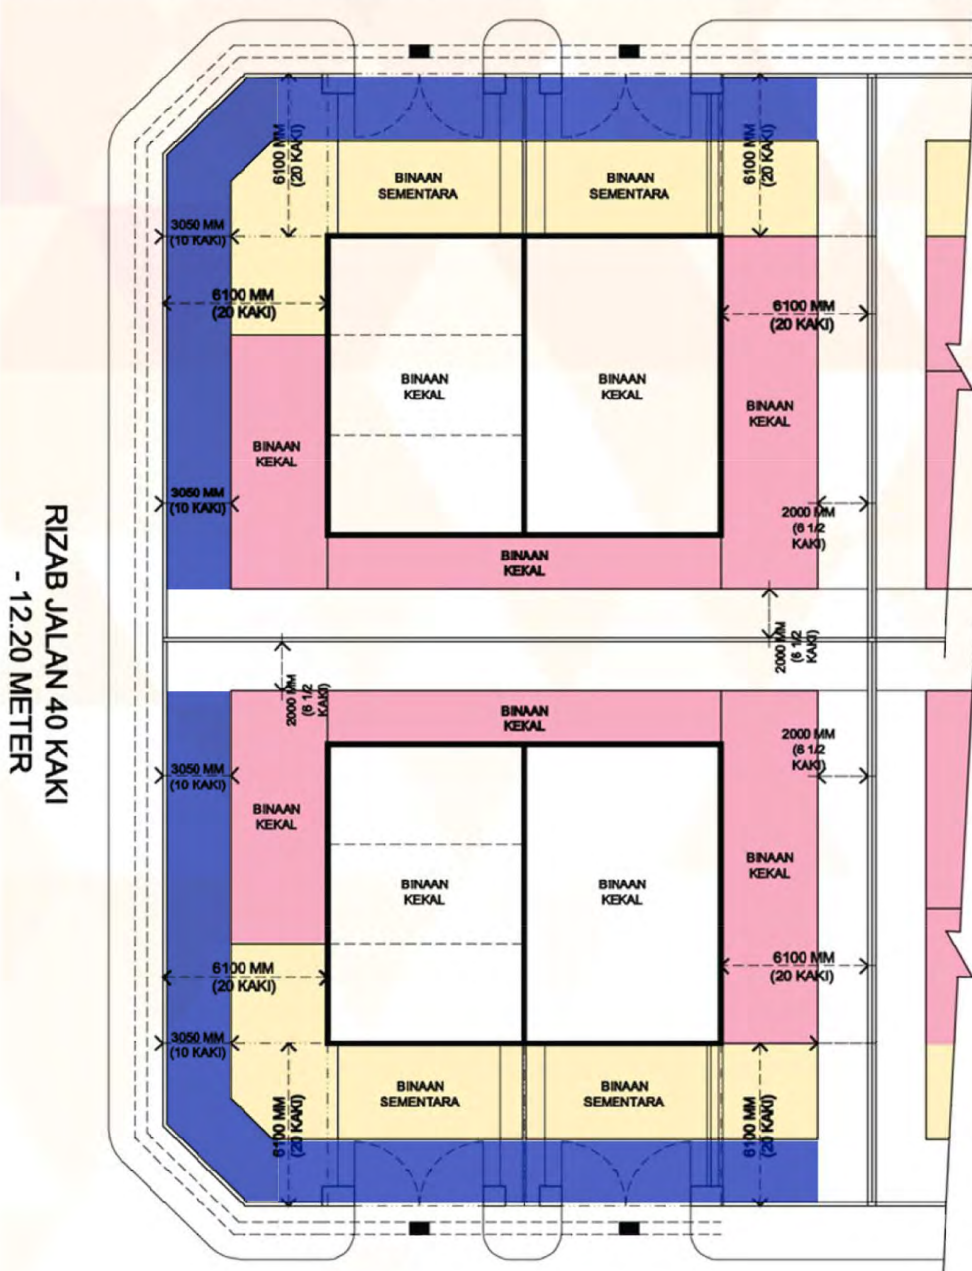 6100 MM
(20 KAKI)
6100 MM
(20 KAKI)
BINAAN
SEMENTARA
BINAAN
SEMENTARA
3050 MM
(10 KAKI)
6100 MM
(20 KAKI)
6100 MM
(20 KAKI)
BINAAN
KEKAL
BINAAN
KEKAL
BINAAN
KEKAL
BINAAN
KEKAL
3050 MM
(10 KAKI)
2000 MM
(6 1/2
KAKI)
BINAAN
KEKAL
2000 MM
(6 1/2
KAKI)
RIZAB JALAN 40 KAKI
- 12.20 METER
2000 MM
(6 1/2
KAKI)
BINAAN
KEKAL
2000 MM
(6 1/2
KAKI)
3050 MM
(10 KAKI)
BINAAN
KEKAL
BINAAN
KEKAL
BINAAN
KEKAL
BINAAN
KEKAL
6100 MM
(20 KAKI)
6100 MM
(20 KAKI)
3050 MM
(10 KAKI)
BINAAN
SEMENTARA
BINAAN
SEMENTARA
6100 MM
(20 KAKI)
6100 MM
(20 KAKI)